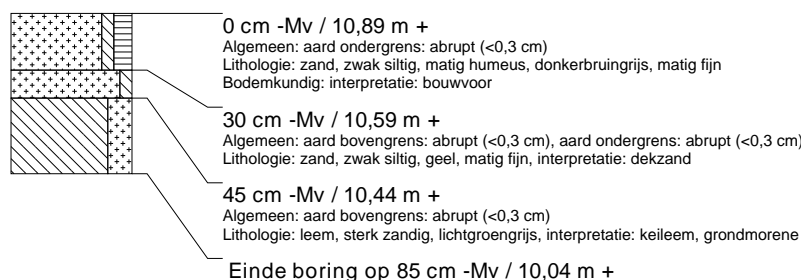 0 cm -Mv / 10,89 m +
Algemeen: aard ondergrens: abrupt (<0,3 cm)
Lithologie: zand, zwak siltig, matig humeus, donkerbruingrijs, matig fijn
Bodemkundig: interpretatie: bouwvoor
30 cm -Mv / 10,59 m +
Algemeen: aard bovengrens: abrupt (<0,3 cm), aard ondergrens: abrupt (<0,3 cm)
Lithologie: zand, zwak siltig, geel, matig fijn, interpretatie: dekzand
45 cm -Mv / 10,44 m +
Algemeen: aard bovengrens: abrupt (<0,3 cm)
Lithologie: leem, sterk zandig, lichtgroengrijs, interpretatie: keileem, grondmorene
Einde boring op 85 cm -Mv / 10,04 m +